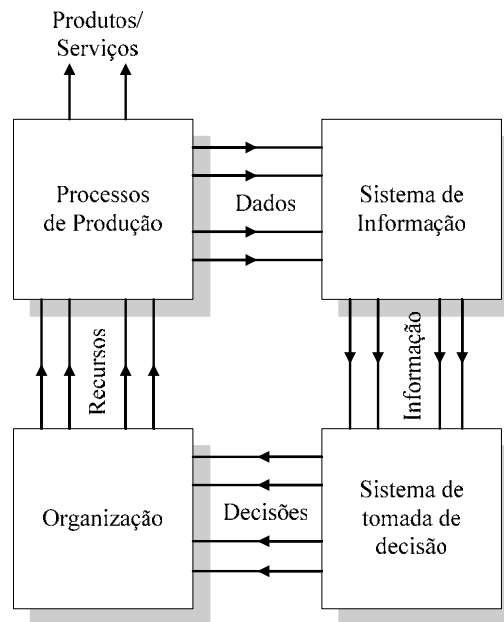 Produtos/
Serviços
Processos
de Produção
Dados
Sistema de
Informação
Recursos
Informação
Organização
Decisões
Sistema de
tomada de
decisão